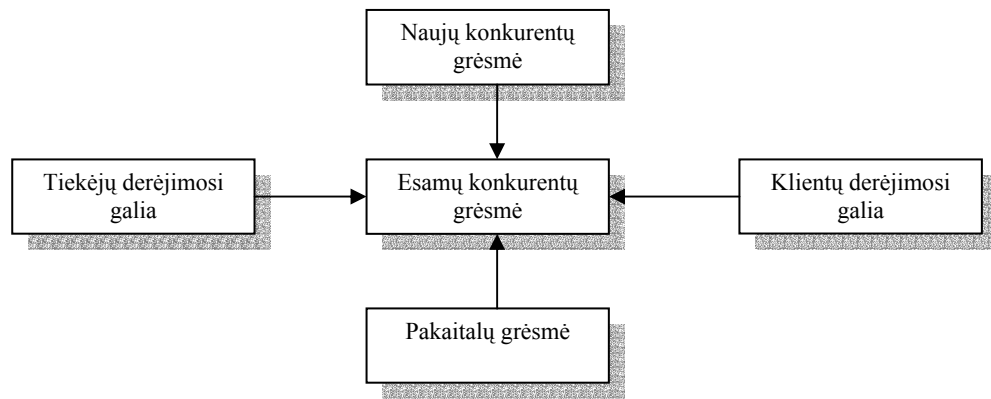 Naujų konkurentų
grėsmė
Tiekėjų derėjimosi
galia
Esamų konkurentų
grėsmė
Klientų derėjimosi
galia
Pakaitalų grėsmė